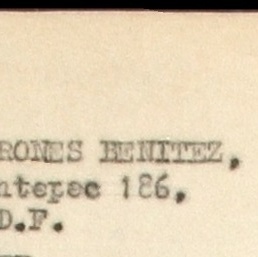 RONES BENITEZ,
ntepec 186,
D.F.